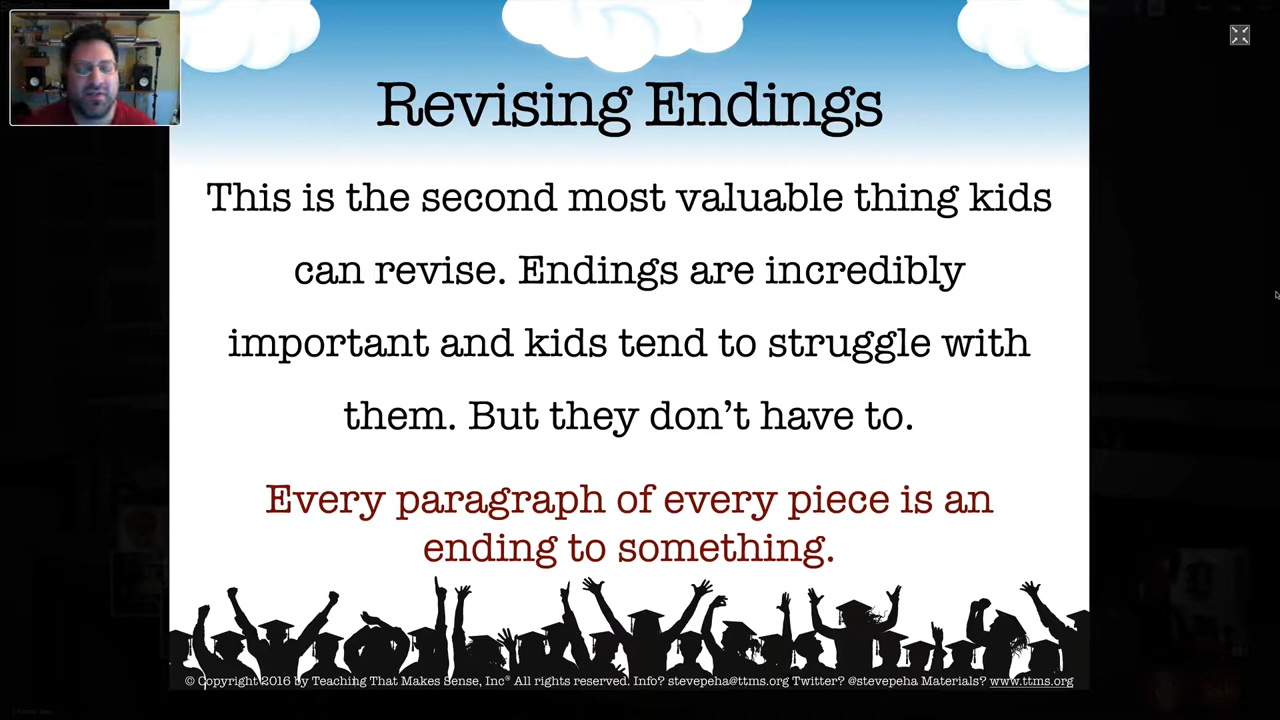 Revising Endings
This is the second most valuable thing kids
can revise. Endings are incredibly
important and kids tend to struggle with
them. But they don’t have to.
Every paragraph of every piece is an
ending to something.
© Copyright 2016 by Teaching That Makes Sense, Inc® All rights reserved. Info? stevepeha@ttms.org Twitter? @stevepeha Materials? www.ttms.org